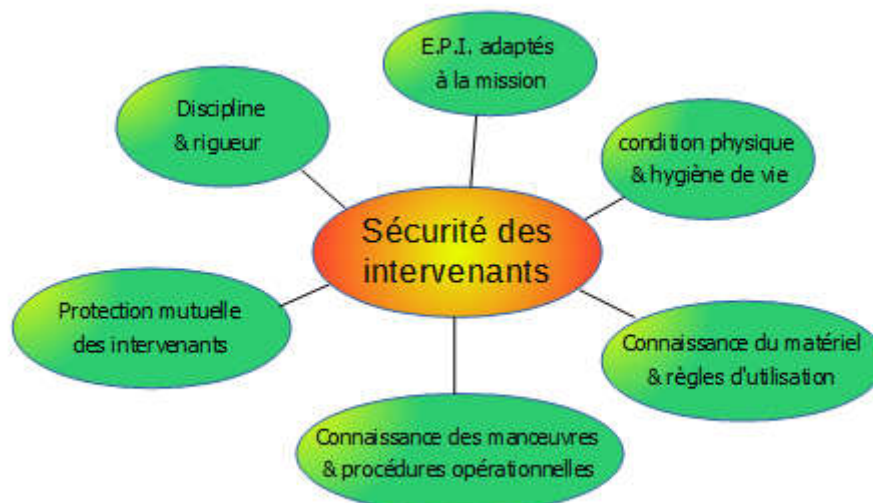 E.P.I. adaptés
à la mission
Discipline
& rigueur
condition physique
& hygiène de vie
Sécurité des
intervenants
Protection mutuelle
des intervenants
Connaissance du matériel
& règles d'utilisation
Connaissance des manœuvres
& procédures opérationnelles